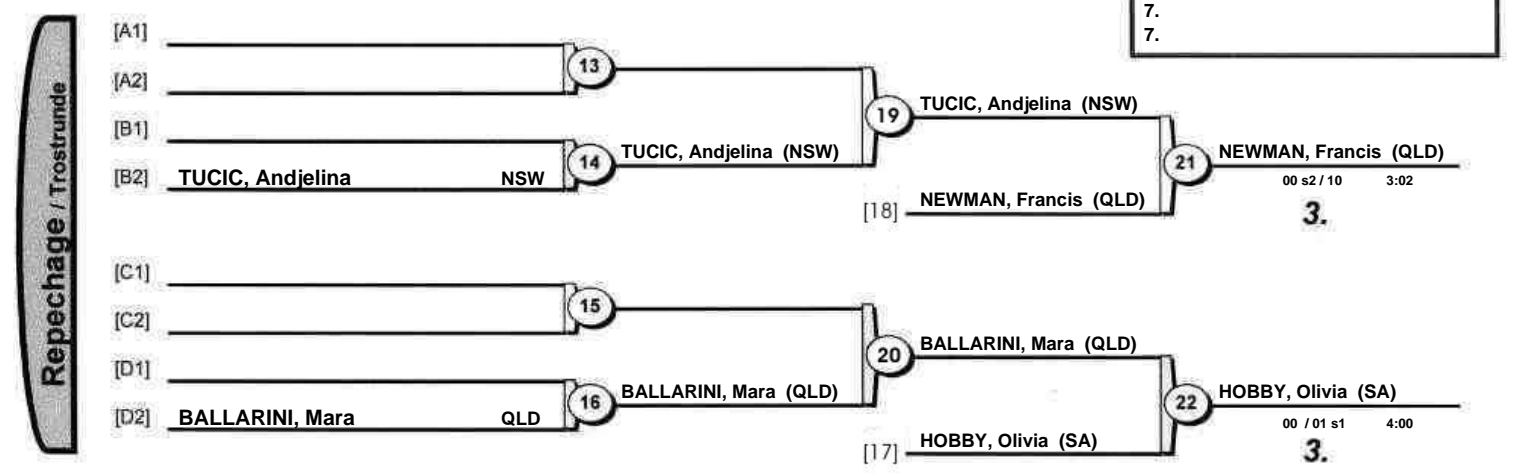 7.
7.
Repechage / Trostrunde
[A1]
13
[A2]
19
TUCIC, Andjelina (NSW)
[B1]
14
TUCIC, Andjelina (NSW)
21
NEWMAN, Francis (QLD)
[B2] TUCIC, Andjelina NSW
00 s2 / 10 3:02
[18] NEWMAN, Francis (QLD)
3.
[C1]
15
[C2]
20
BALLARINI, Mara (QLD)
[D1]
16
BALLARINI, Mara (QLD)
22
HOBBY, Olivia (SA)
[D2] BALLARINI, Mara QLD
00 / 01 s1 4:00
[17] HOBBY, Olivia (SA)
3.